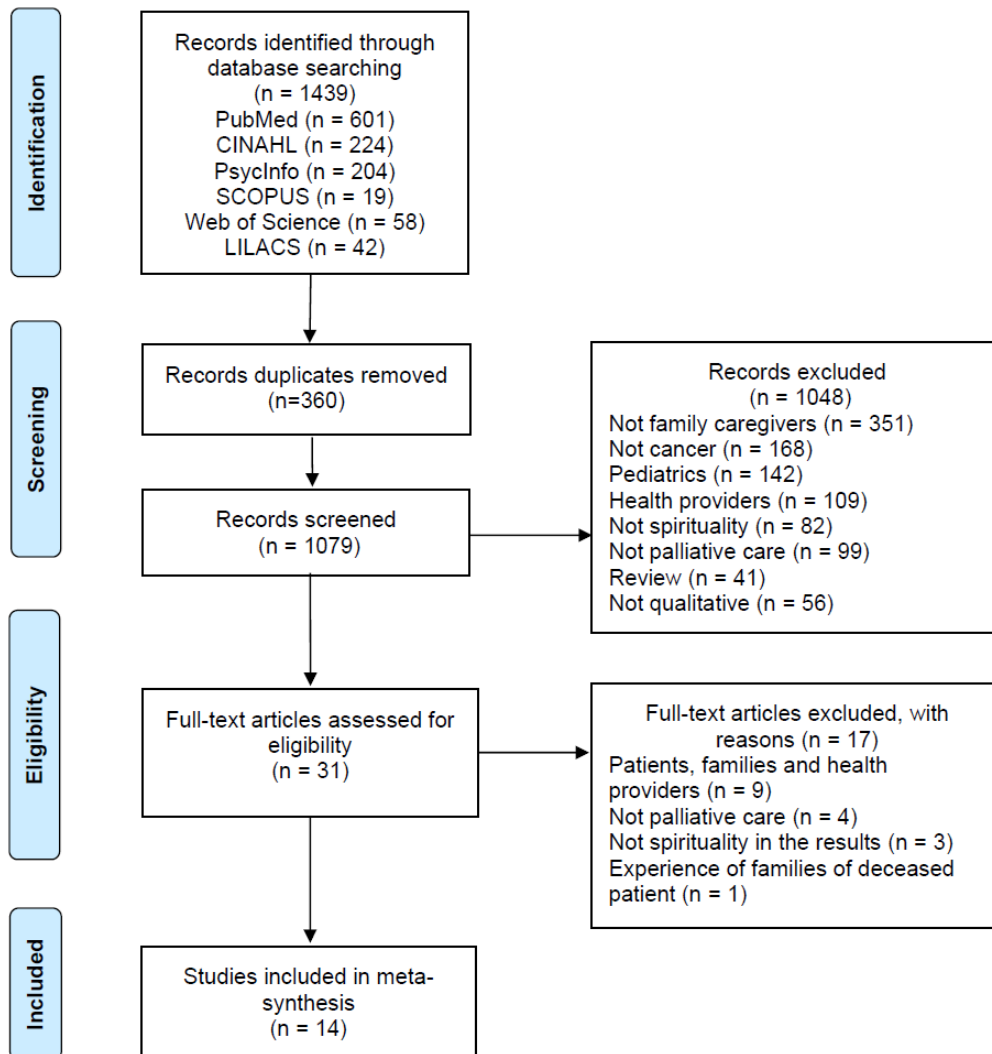 Identification
Records identified through
database searching
(n = 1439)
PubMed (n = 601)
CINAHL (n = 224)
PsycInfo (n = 204)
SCOPUS (n = 19)
Web of Science (n = 58)
LILACS (n = 42)
Screening
Records duplicates removed
(n=360)
Records screened
(n = 1079)
Records excluded
(n = 1048)
Not family caregivers (n = 351)
Not cancer (n = 168)
Pediatrics (n = 142)
Health providers (n = 109)
Not spirituality (n = 82)
Not palliative care (n = 99)
Review (n = 41)
Not qualitative (n = 56)
Eligibility
Full-text articles assessed for
eligibility
(n = 31)
Full-text articles excluded, with
reasons (n = 17)
Patients, families and health
providers (n = 9)
Not palliative care (n = 4)
Not spirituality in the results (n = 3)
Experience of families of deceased
patient (n = 1)
Included
Studies included in meta-
synthesis
(n = 14)